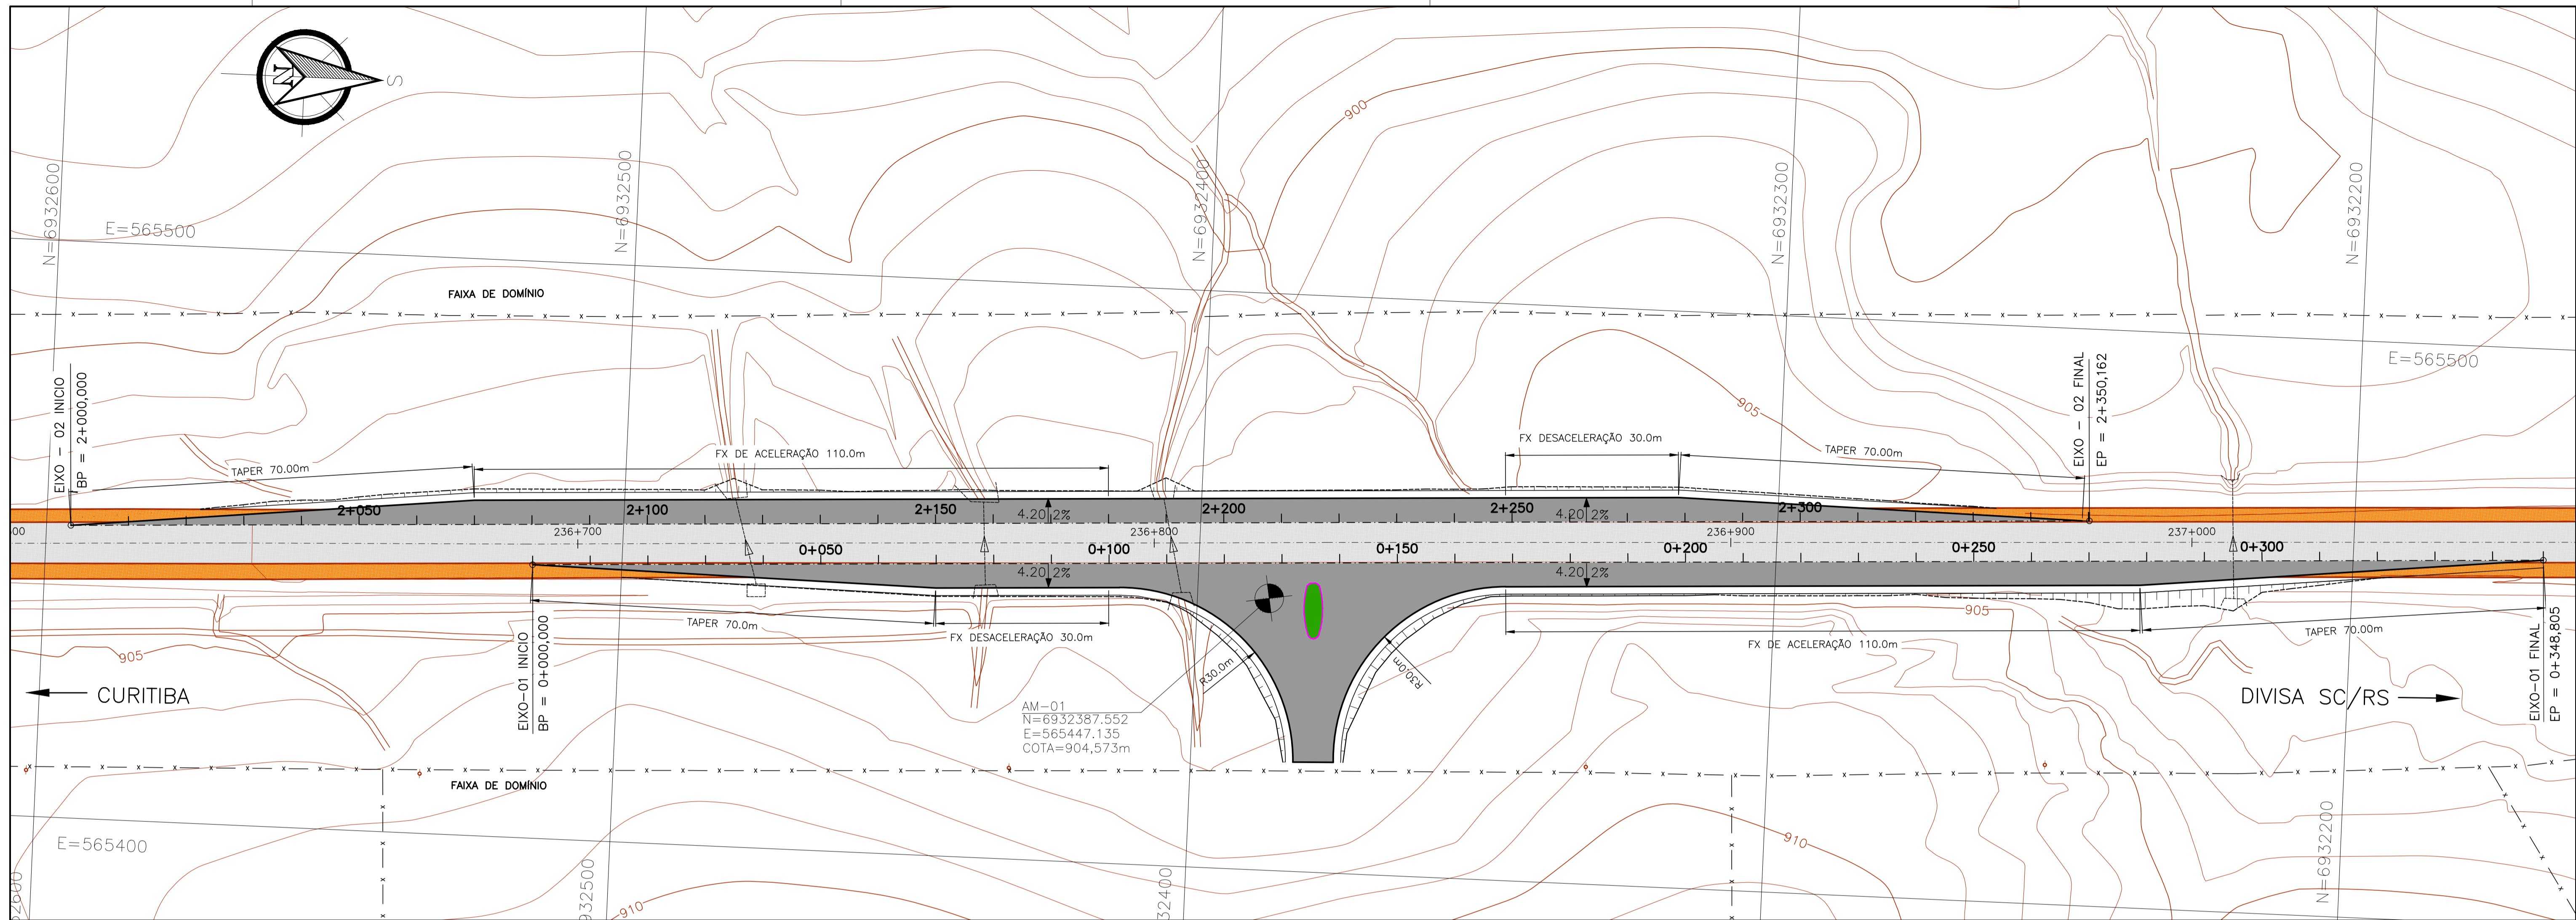 N
S
N=6932600
N=6932500
N=6932400
N=6932300
N=6932200
E=565500
900
FAIXA DE DOMÍNIO
E=565500
905
EIXO - 02 INICIO
BP = 2+000,000
TAPER 70.00m
FX DE ACELERAÇÃO 110.0m
FX DESACELERAÇÃO 30.0m
TAPER 70.00m
EIXO - 02 FINAL
EP = 2+350,162
2+050
2+100
2+150
4.20
2%
2+200
2+250
4.20
2%
2+300
00
236+700
236+800
236+900
237+000
0+050
0+100
0+150
0+200
0+250
0+300
4.20
2%
4.20
2%
905
905
EIXO-01 INICIO
BP = 0+000,000
TAPER 70.0m
FX DESACELERAÇÃO 30.0m
R30.0m
R30.0m
FX DE ACELERAÇÃO 110.0m
TAPER 70.00m
EIXO-01 FINAL
EP = 0+348,805
CURITIBA
DIVISA SC/RS
AM-01
N=6932387.552
E=565447.135
COTA=904,573m
FAIXA DE DOMÍNIO
E=565400
910
910
32600
932500
32400
N=6932200